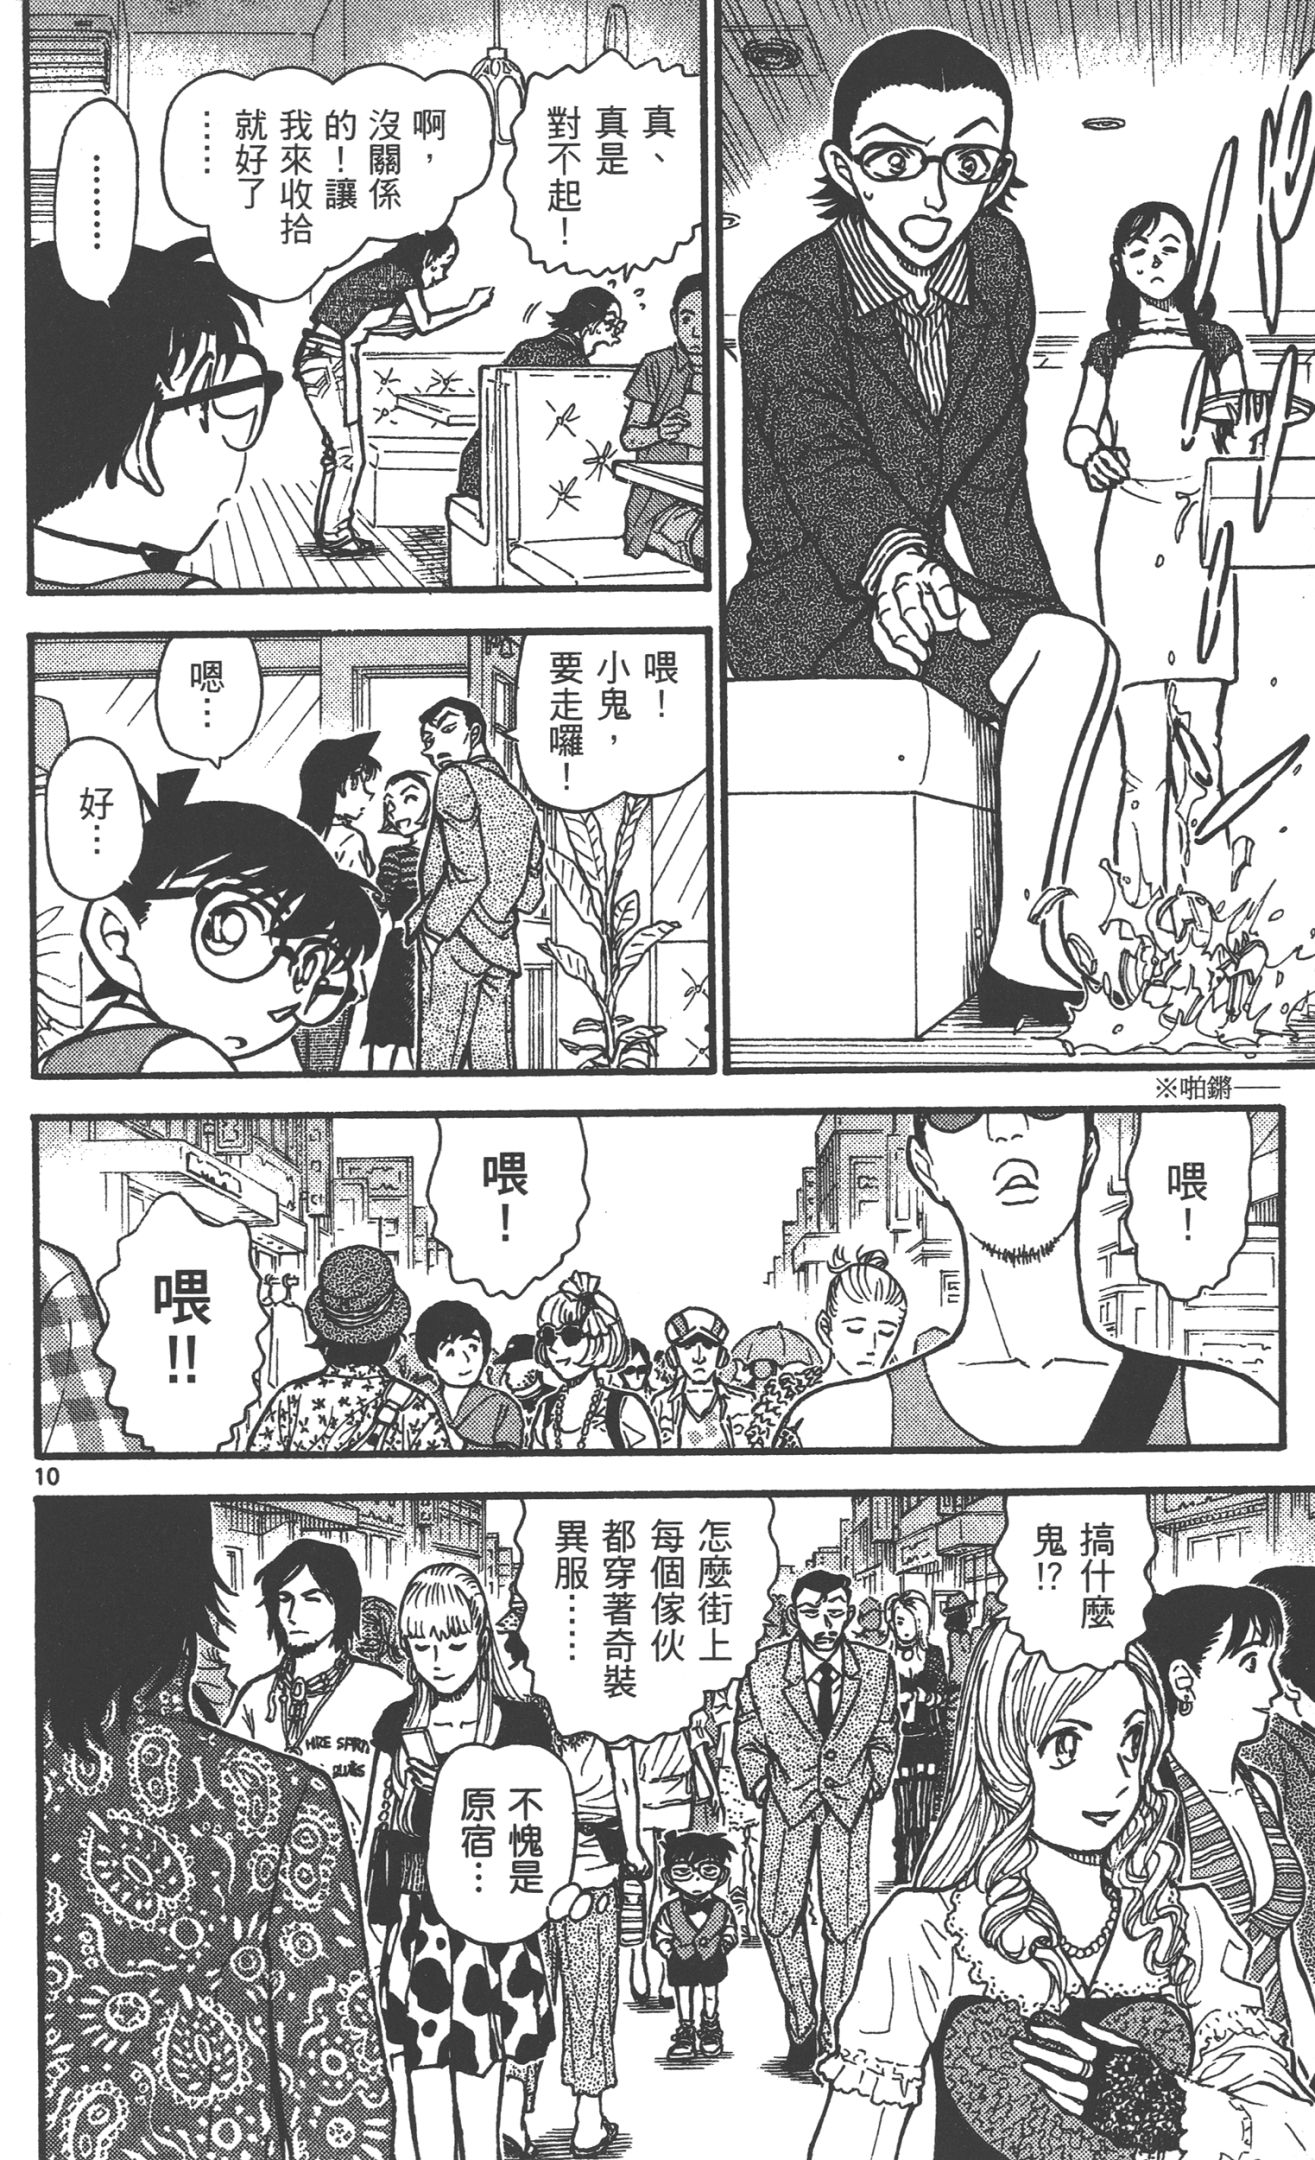 ※啪鏘——
真、
真是
對不起！
啊，
沒關係
的！讓
我來收拾
就好了
……
………
喂！
小鬼，
要走囉！
嗯…
好…
喂！
喂！
喂!!
10
搞什麼
鬼!?
怎麼街上
每個傢伙
都穿著奇裝
異服……
不愧是
原宿…